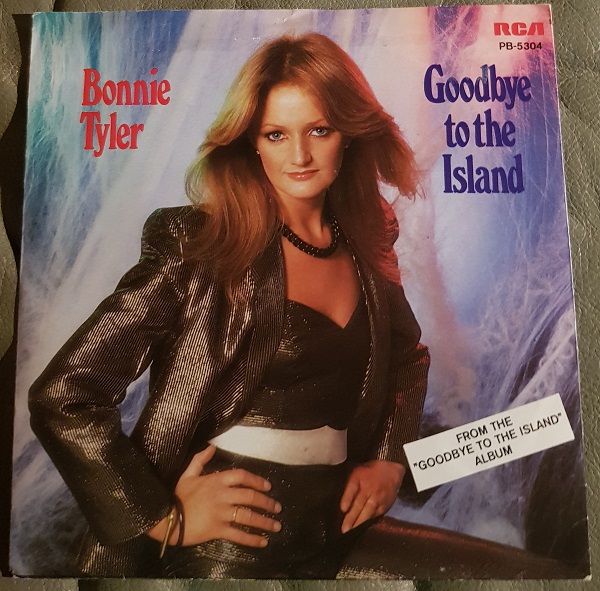 RCA
PB-5304
Bonnie
Tyler
Goodbye
to the
Island
FROM THE
"GOODBYE TO THE ISLAND"
ALBUM